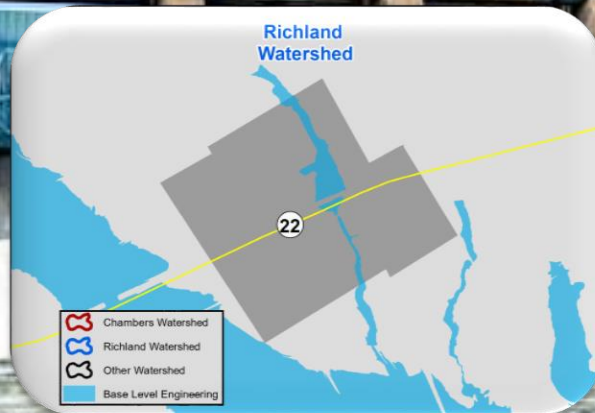 Richland
Watershed
22
Chambers Watershed
Richland Watershed
Other Watershed
Base Level Engineering